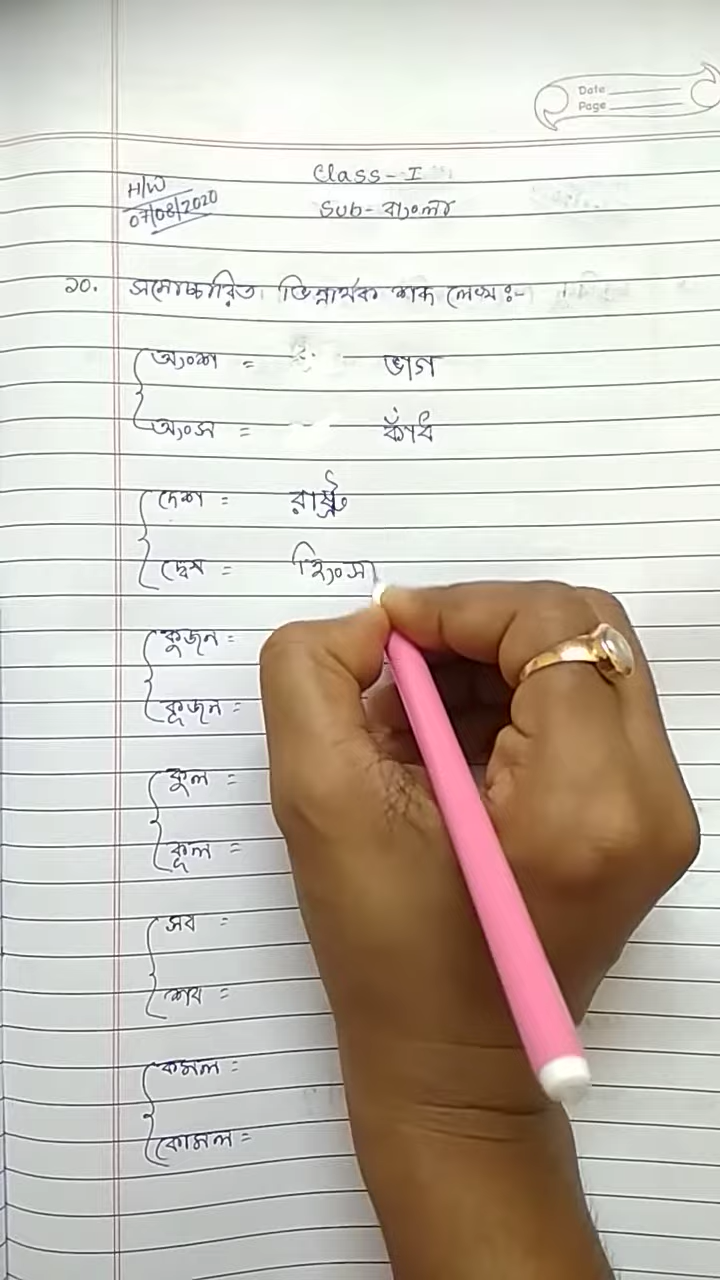 Date
Page
Class - I
H/W
07/08/2020
Sub - বাংলা
১০. সমোচ্চারিত ভিন্নার্থক শব্দ লেখ :-
অংশ = ভাগ
অংস = কাঁধ
দেশ = রাষ্ট্র
দ্বেষ = হিংসা
কুজন =
কূজন =
কুল =
কূল =
সব =
শব =
কমল =
কোমল =